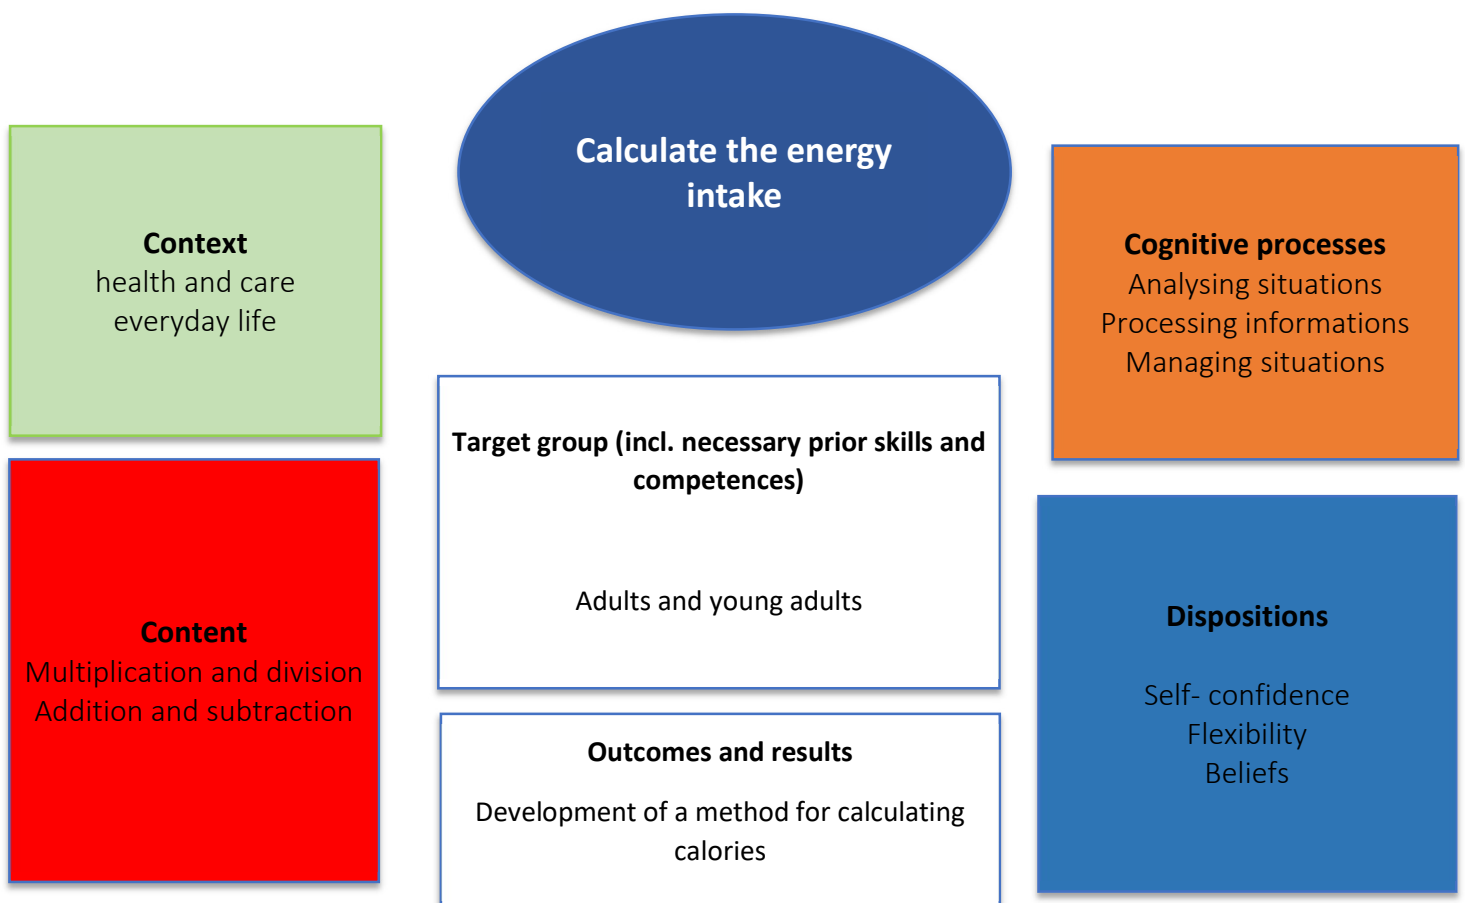 Calculate the energy
intake
Context
health and care
everyday life
Cognitive processes
Analysing situations
Processing informations
Managing situations
Target group (incl. necessary prior skills and
competences)
Adults and young adults
Content
Multiplication and division
Addition and subtraction
Dispositions
Self- confidence
Flexibility
Beliefs
Outcomes and results
Development of a method for calculating
calories